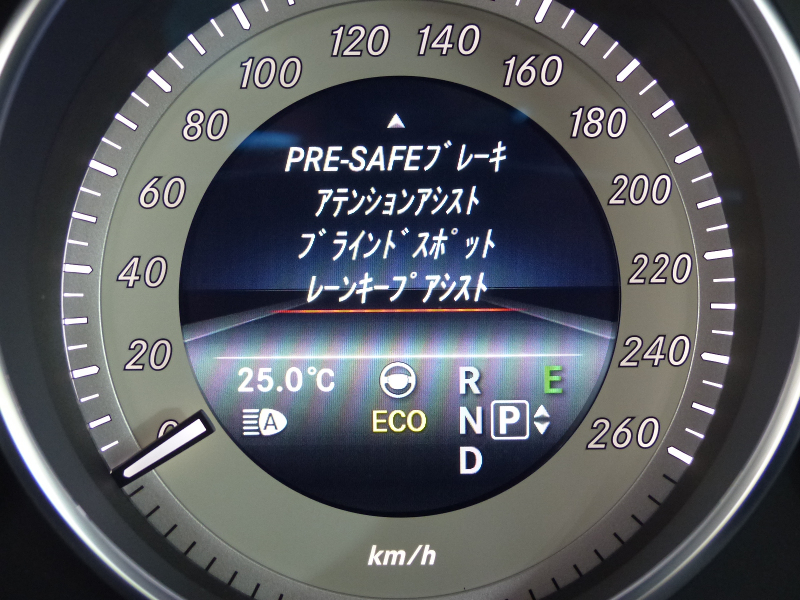 120 140
100 160
80 180
60 200
40 220
20 240
0 260
PRE-SAFEブレーキ
アテンションアシスト
ブラインドスポット
レーンキープアシスト
25.0℃ R E
A ECO N P
D
km/h